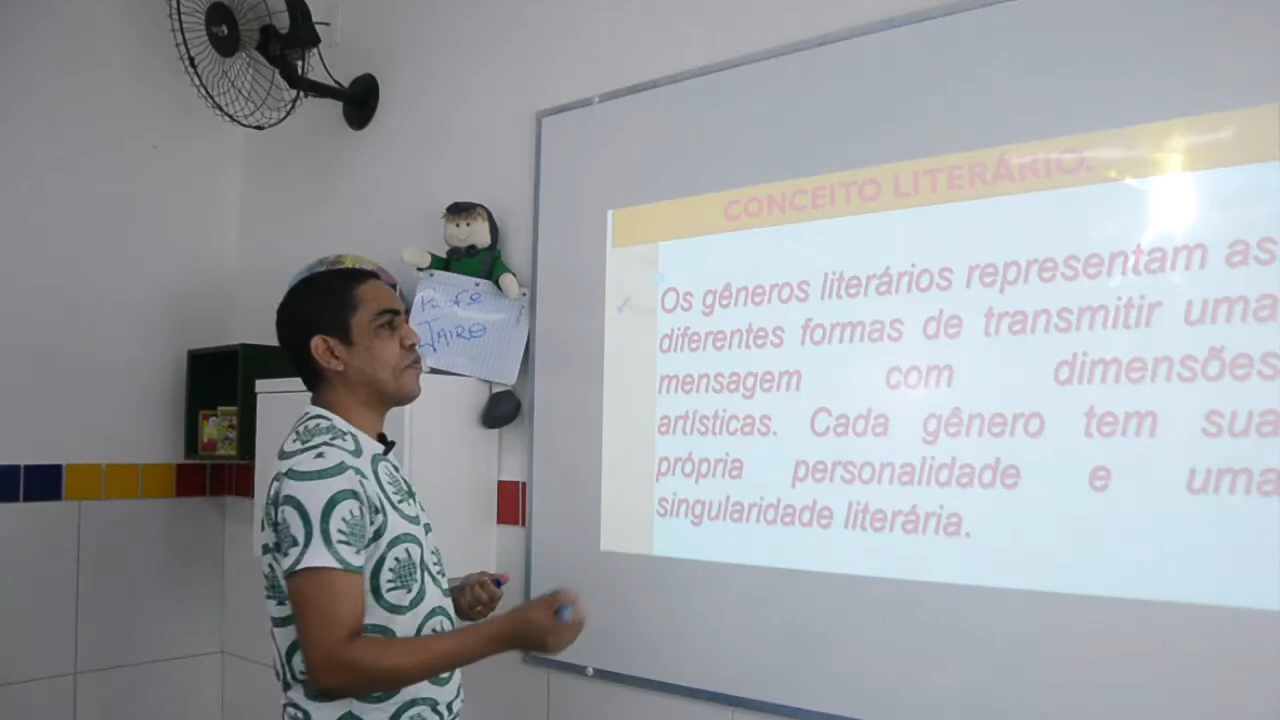 CONCEITO LITERÁRIO.
Os gêneros literários representam as
diferentes formas de transmitir uma
mensagem com dimensões
artísticas. Cada gênero tem sua
própria personalidade e uma
singularidade literária.
PROFº
JAIRO